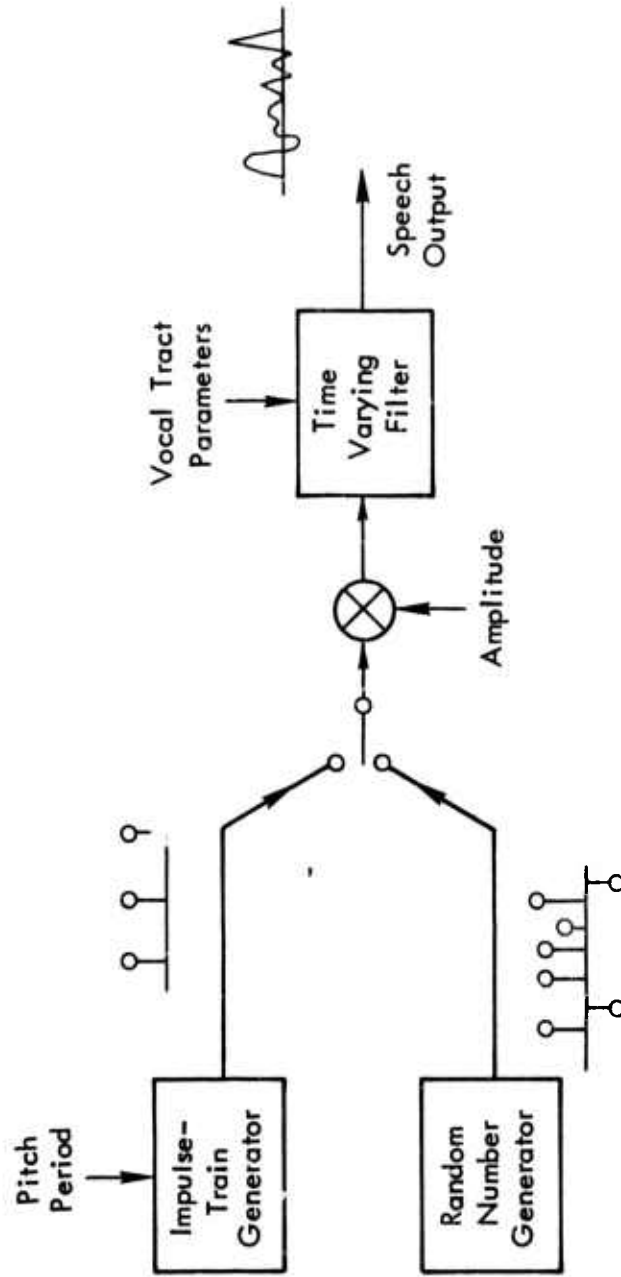 Pitch
Period
Impulse-
Train
Generator
Random
Number
Generator
Amplitude
Vocal Tract
Parameters
Time
Varying
Filter
Speech
Output